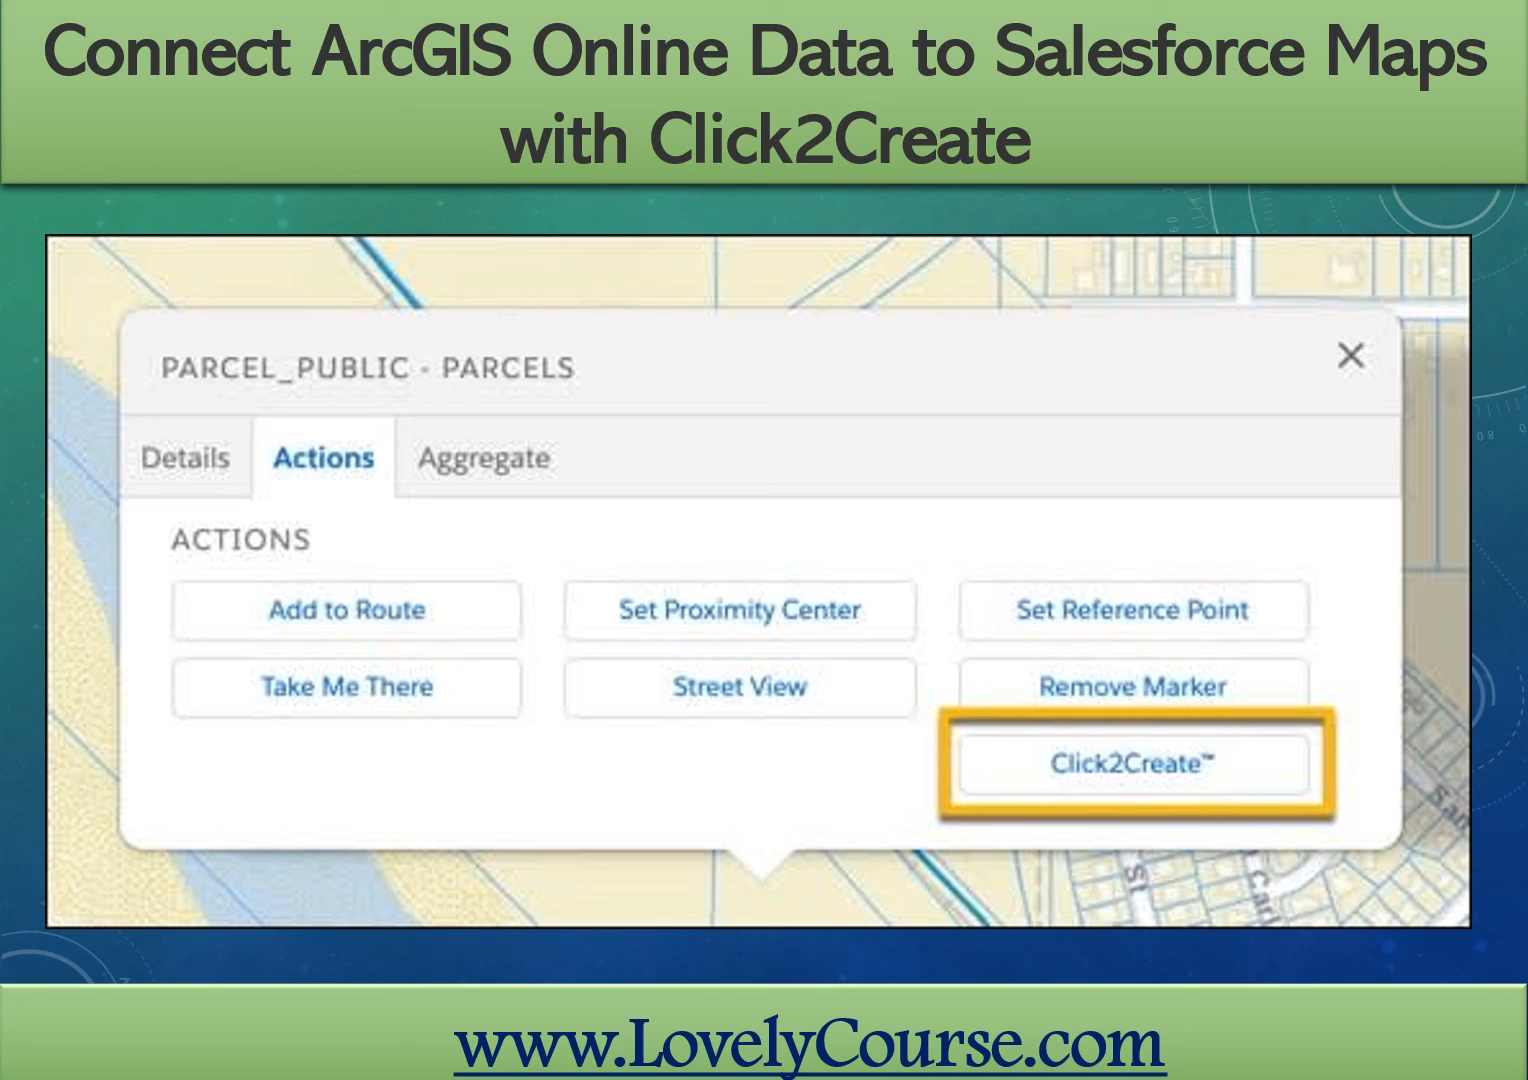 Connect ArcGIS Online Data to Salesforce Maps
with Click2Create
PARCEL_PUBLIC - PARCELS
Details Actions Aggregate
ACTIONS
Add to Route Set Proximity Center Set Reference Point
Take Me There Street View Remove Marker
Click2Create™
St
www.LovelyCourse.com